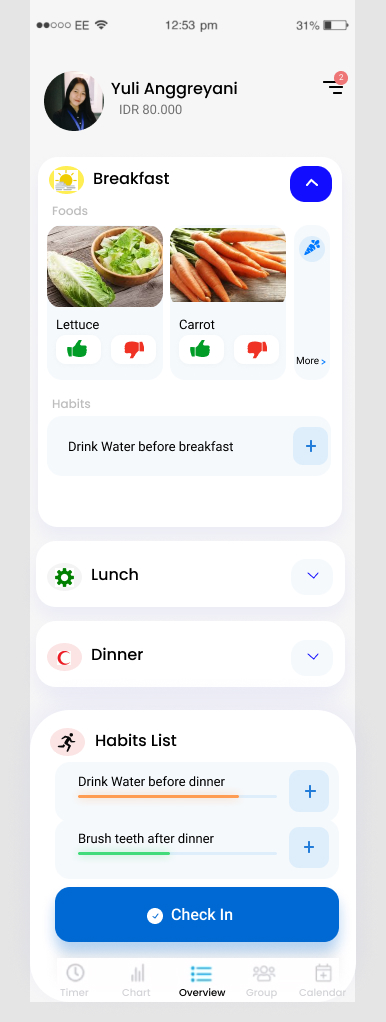 EE 12:53 pm 31%
Yuli Anggreyani
2
IDR 80.000
Breakfast
Foods
Lettuce Carrot
More >
Habits
Drink Water before breakfast
Lunch
Dinner
Habits List
Drink Water before dinner
Brush teeth after dinner
Check In
Timer Chart Overview Group Calendar